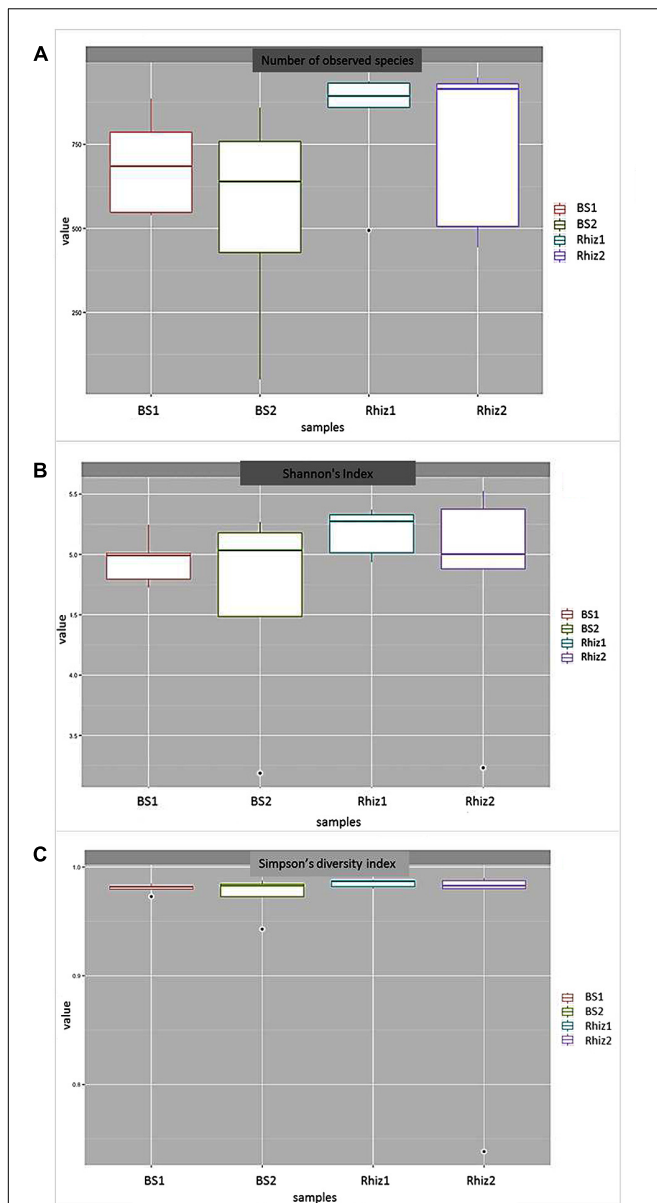 A
Number of observed species
750
500
250
value
BS1
BS2
Rhiz1
Rhiz2
samples
BS1
BS2
Rhiz1
Rhiz2
B
Shannon's Index
5.5
5.0
4.5
4.0
3.5
value
BS1
BS2
Rhiz1
Rhiz2
samples
BS1
BS2
Rhiz1
Rhiz2
C
Simpson's diversity index
1.0
0.9
0.8
value
BS1
BS2
Rhiz1
Rhiz2
samples
BS1
BS2
Rhiz1
Rhiz2